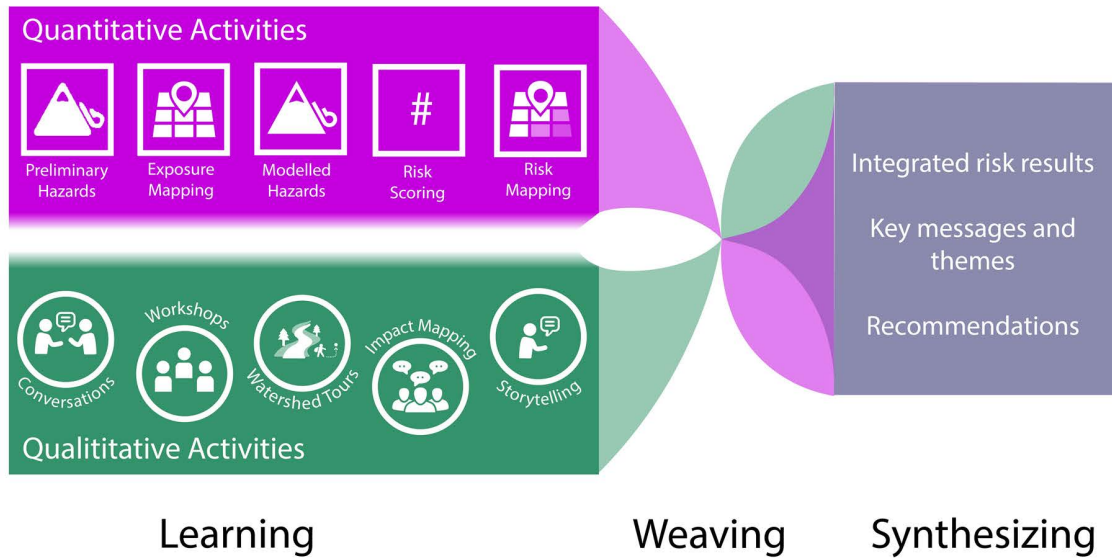 Quantitative Activities
#
Preliminary
Hazards
Exposure
Mapping
Modelled
Hazards
Risk
Scoring
Risk
Mapping
Conversations
Workshops
Watershed Tours
Impact Mapping
Storytelling
Qualititative Activities
Integrated risk results
Key messages and
themes
Recommendations
Learning
Weaving
Synthesizing